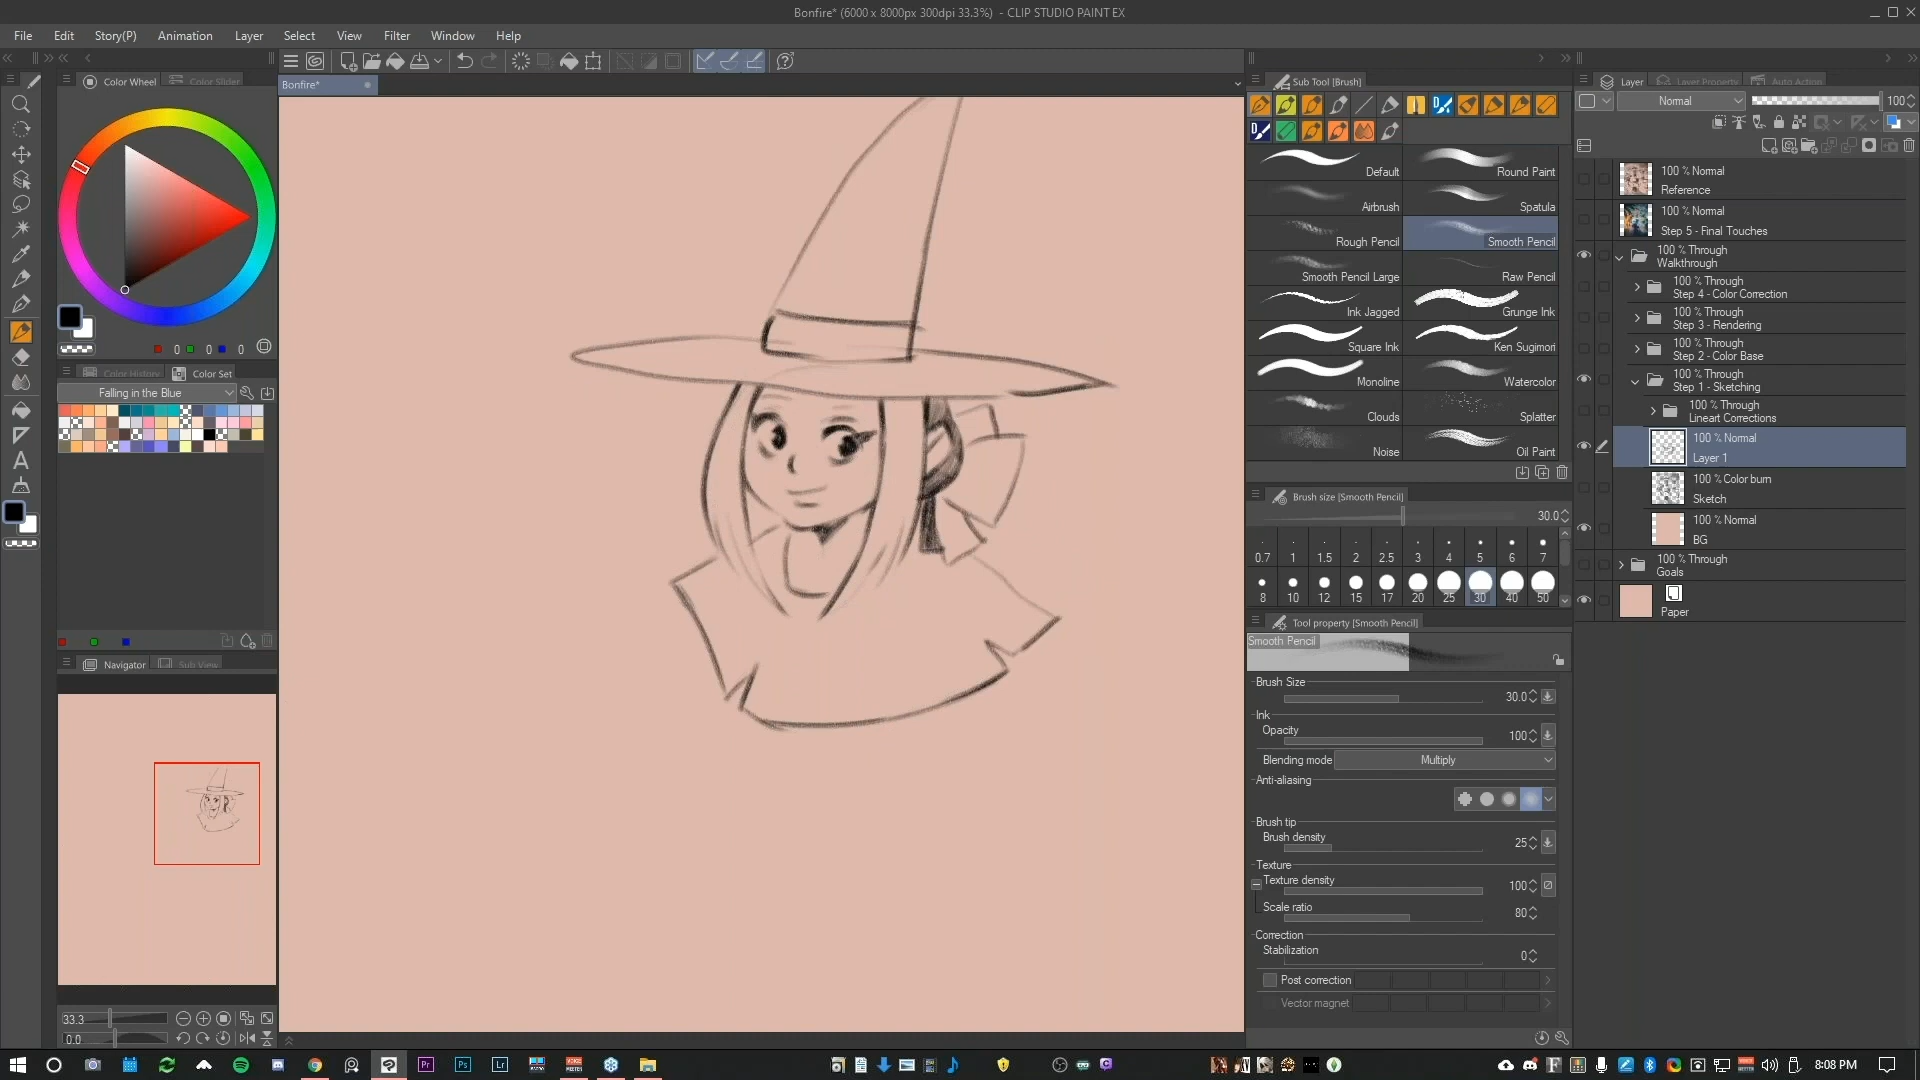 Bonfire* (6000 x 8000px 300dpi 33.3%) - CLIP STUDIO PAINT EX
File Edit Story(P) Animation Layer Select View Filter Window Help
Color Wheel Color Slider
Bonfire*
Sub Tool [Brush]
Layer Layer Property Auto Action
Normal 100
Default Round Paint
Airbrush Spatula
Rough Pencil Smooth Pencil
Smooth Pencil Large Raw Pencil
Ink Jagged Grunge Ink
Square Ink Ken Sugimori
Monoline Watercolor
Clouds Splatter
Noise Oil Paint
100 % Normal
Reference
100 % Normal
Step 5 - Final Touches
100 % Through
Walkthrough
100 % Through
Step 4 - Color Correction
100 % Through
Step 3 - Rendering
100 % Through
Step 2 - Color Base
100 % Through
Step 1 - Sketching
100 % Through
Lineart Corrections
100 % Normal
Layer 1
100 % Color burn
Sketch
100 % Normal
BG
100 % Through
Goals
Paper
0 0 0
Color History Color Set
Falling in the Blue
Navigator Sub View
33.3
0.0
Brush size [Smooth Pencil]
30.0
0.7 1 1.5 2 2.5 3 4 5 6 7
8 10 12 15 17 20 25 30 40 50
Tool property [Smooth Pencil]
Smooth Pencil
Brush Size 30.0
Ink
Opacity 100
Blending mode Multiply
Anti-aliasing
Brush tip
Brush density 25
Texture
Texture density 100
Scale ratio 80
Correction
Stabilization 0
Post correction
Vector magnet
Pr Ps Lr
8:08 PM